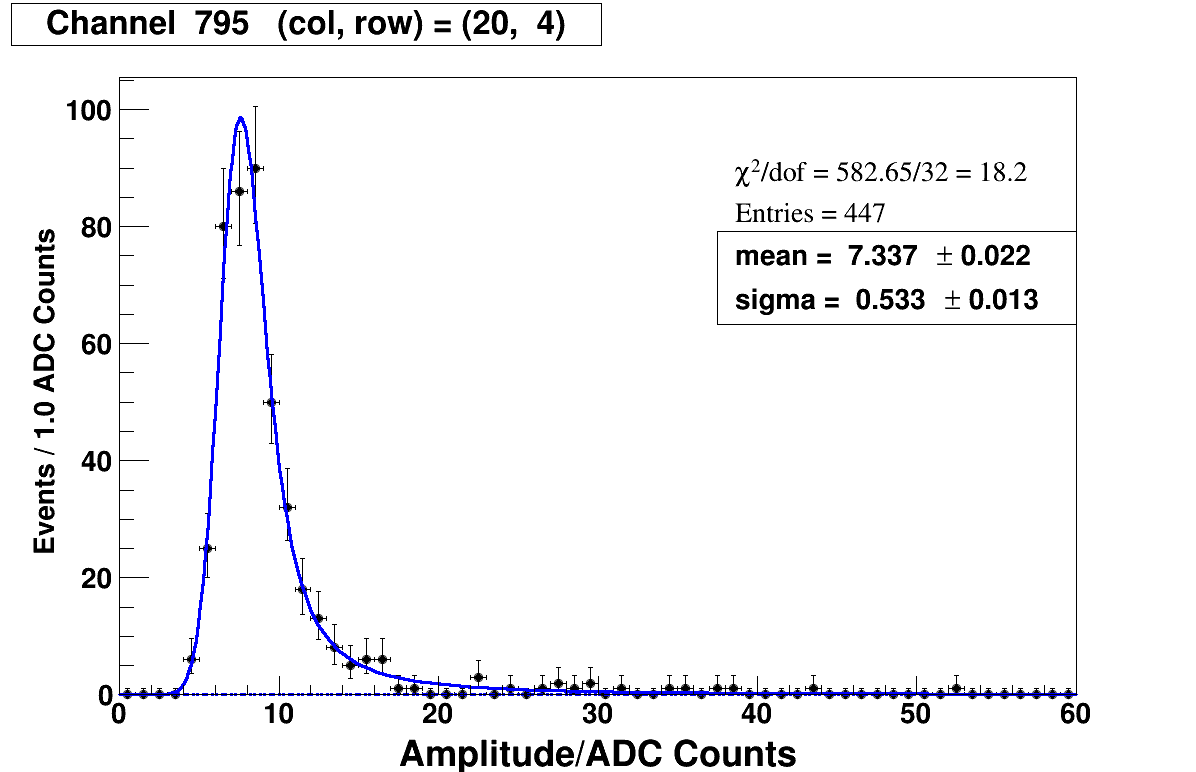 Channel 795 (col, row) = (20, 4)
χ²/dof = 582.65/32 = 18.2
Entries = 447
mean = 7.337 ± 0.022
sigma = 0.533 ± 0.013
Events / 1.0 ADC Counts
100
80
60
40
20
0
0 10 20 30 40 50 60
Amplitude/ADC Counts